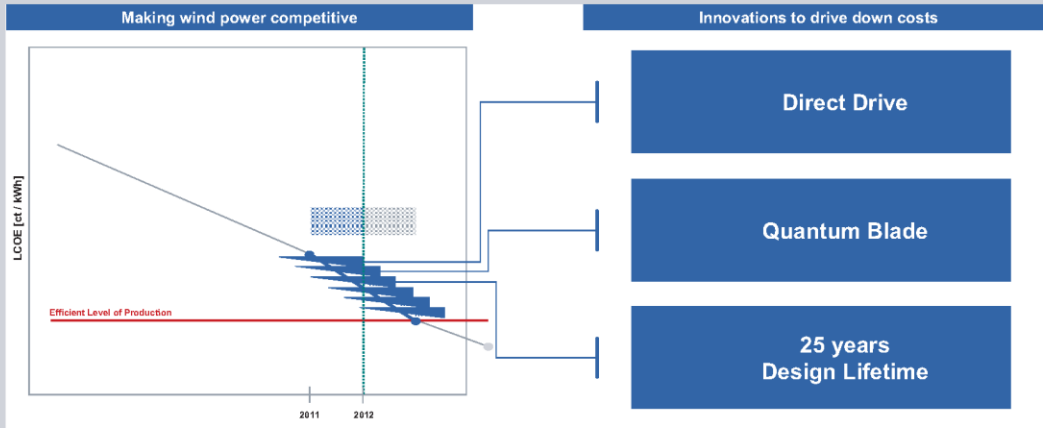 Making wind power competitive
Innovations to drive down costs
LCOE [ct / kWh]
Efficient Level of Production
2011
2012
Direct Drive
Quantum Blade
25 years
Design Lifetime